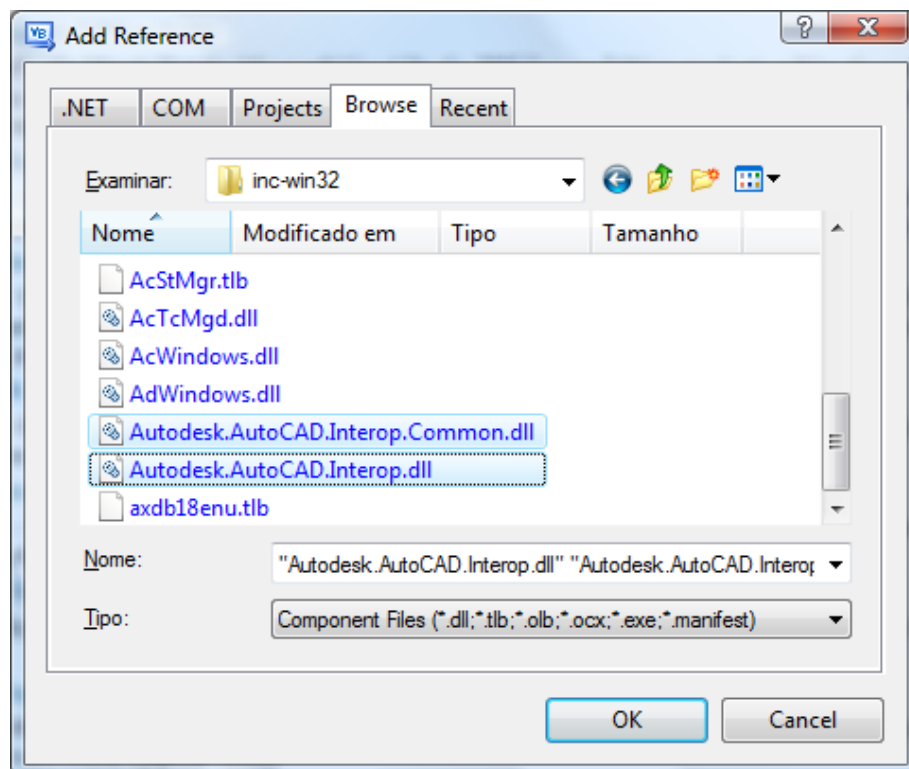 VB Add Reference ?
.NET COM Projects Browse Recent
Examinar: inc-win32
Nome Modificado em Tipo Tamanho
AcStMgr.tlb
AcTcMgd.dll
AcWindows.dll
AdWindows.dll
Autodesk.AutoCAD.Interop.Common.dll
Autodesk.AutoCAD.Interop.dll
axdb18enu.tlb
Nome: "Autodesk.AutoCAD.Interop.dll" "Autodesk.AutoCAD.Interop
Tipo: Component Files (*.dll;*.tlb;*.olb;*.ocx;*.exe;*.manifest)
OK Cancel